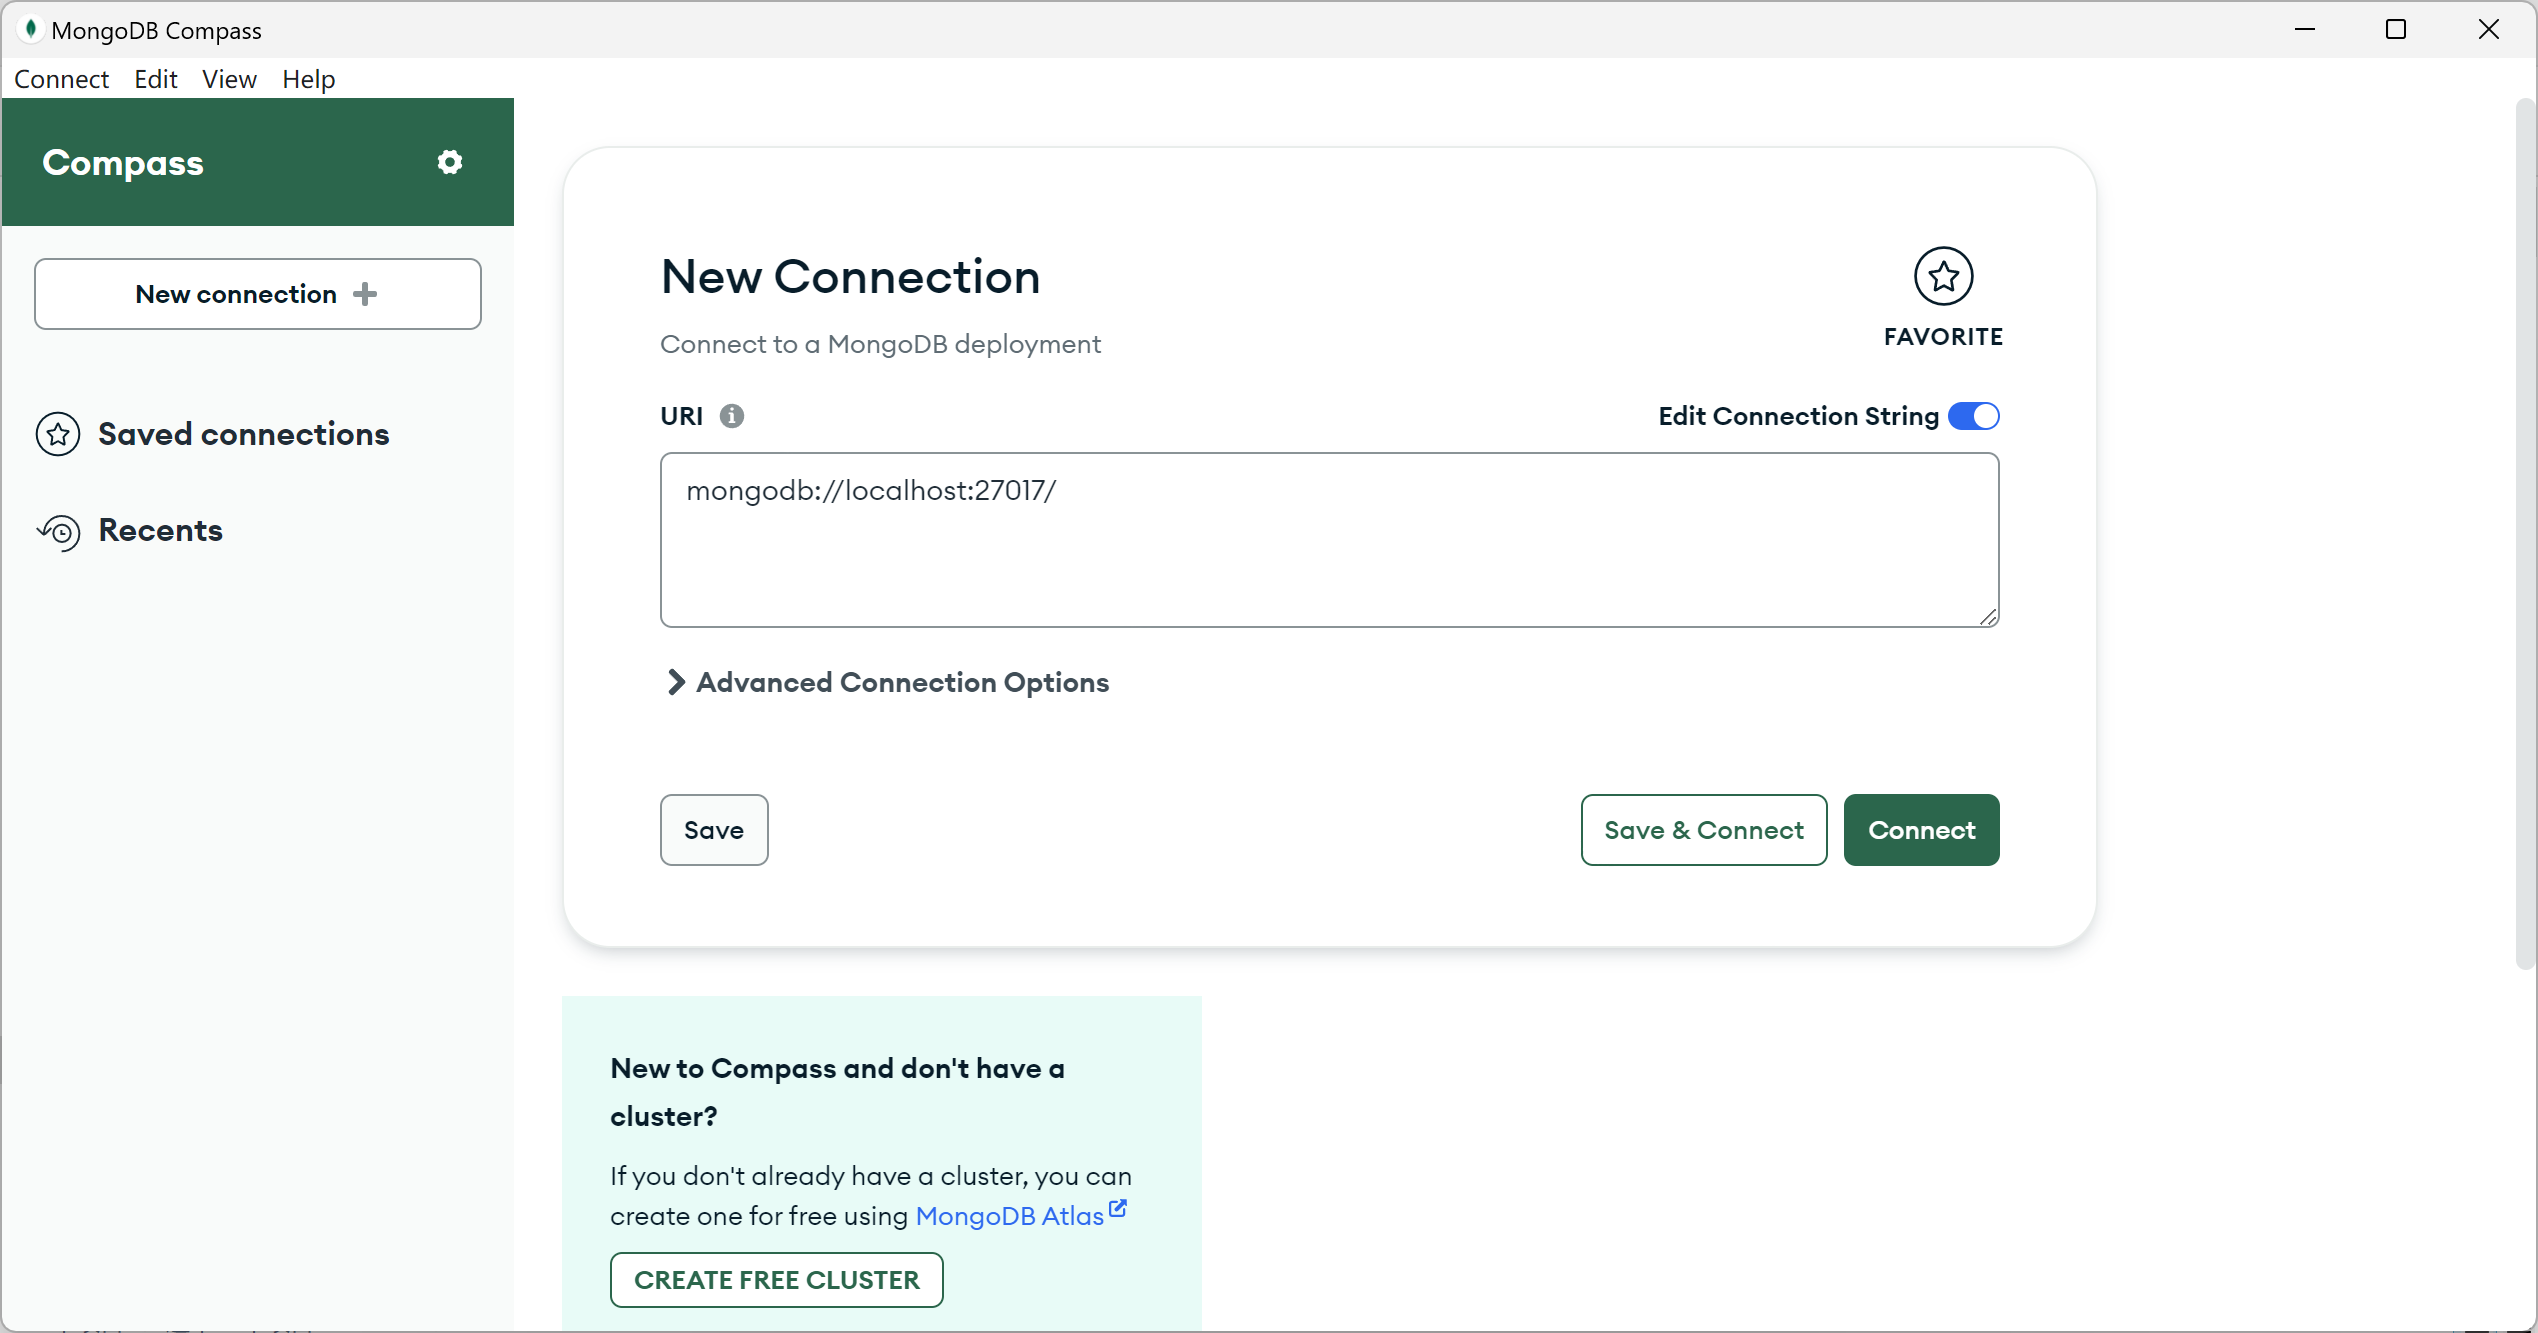 MongoDB Compass
Connect Edit View Help
Compass
New connection
Saved connections
Recents
New Connection
Connect to a MongoDB deployment
FAVORITE
URI
Edit Connection String
mongodb://localhost:27017/
Advanced Connection Options
Save
Save & Connect
Connect
New to Compass and don't have a
cluster?
If you don't already have a cluster, you can
create one for free using MongoDB Atlas
CREATE FREE CLUSTER